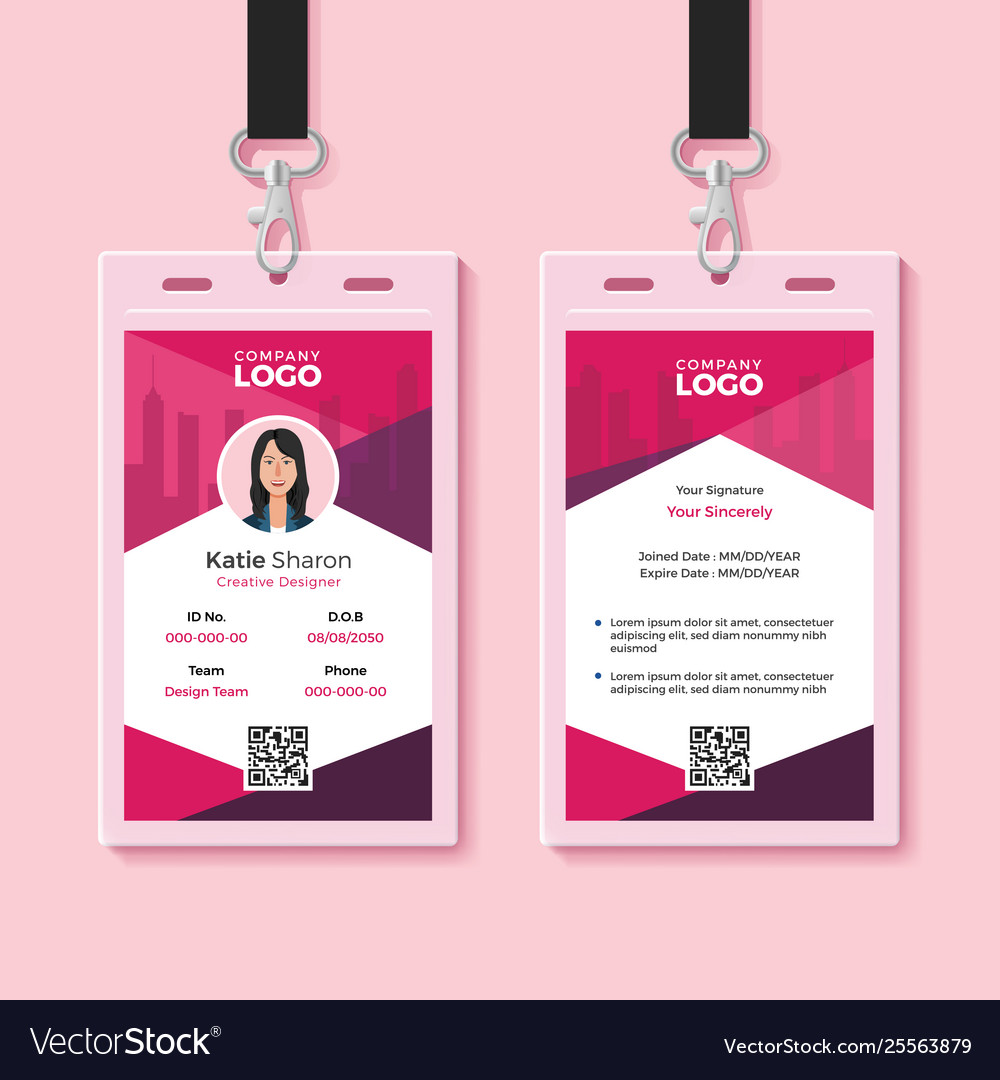 COMPANY
LOGO
Katie Sharon
Creative Designer
ID No.
000-000-00
D.O.B
08/08/2050
Team
Design Team
Phone
000-000-00
COMPANY
LOGO
Your Signature
Your Sincerely
Joined Date : MM/DD/YEAR
Expire Date : MM/DD/YEAR
Lorem ipsum dolor sit amet, consectetuer
adipiscing elit, sed diam nonummy nibh
euismod
Lorem ipsum dolor sit amet, consectetuer
adipiscing elit, sed diam nonummy nibh
VectorStock®
VectorStock.com/25563879